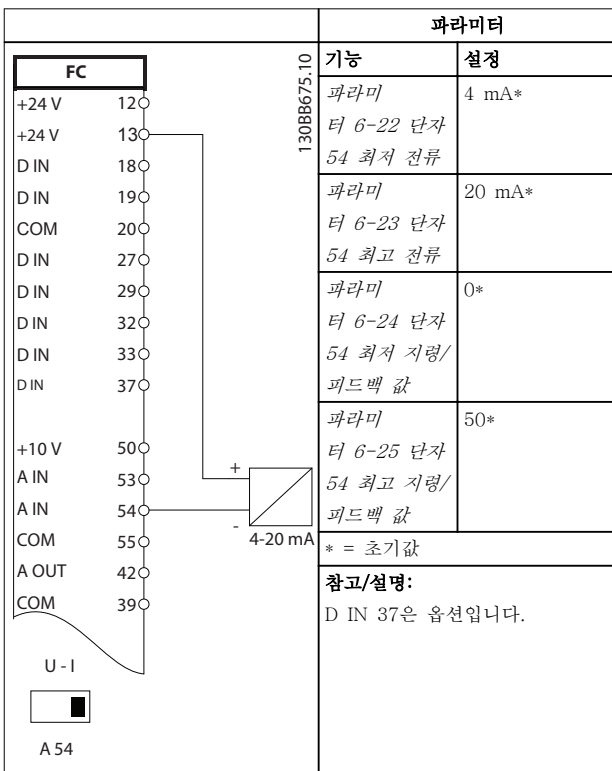 파라미터
FC
+24 V 12
+24 V 13
D IN 18
D IN 19
COM 20
D IN 27
D IN 29
D IN 32
D IN 33
D IN 37
+10 V 50
A IN 53
A IN 54
COM 55
A OUT 42
COM 39
+
-
4-20 mA
U - I
A 54
130BB675.10
기능 설정
파라미 4 mA*
터 6-22 단자
54 최저 전류
파라미 20 mA*
터 6-23 단자
54 최고 전류
파라미 0*
터 6-24 단자
54 최저 지령/
피드백 값
파라미 50*
터 6-25 단자
54 최고 지령/
피드백 값
* = 초기값
참고/설명:
D IN 37은 옵션입니다.